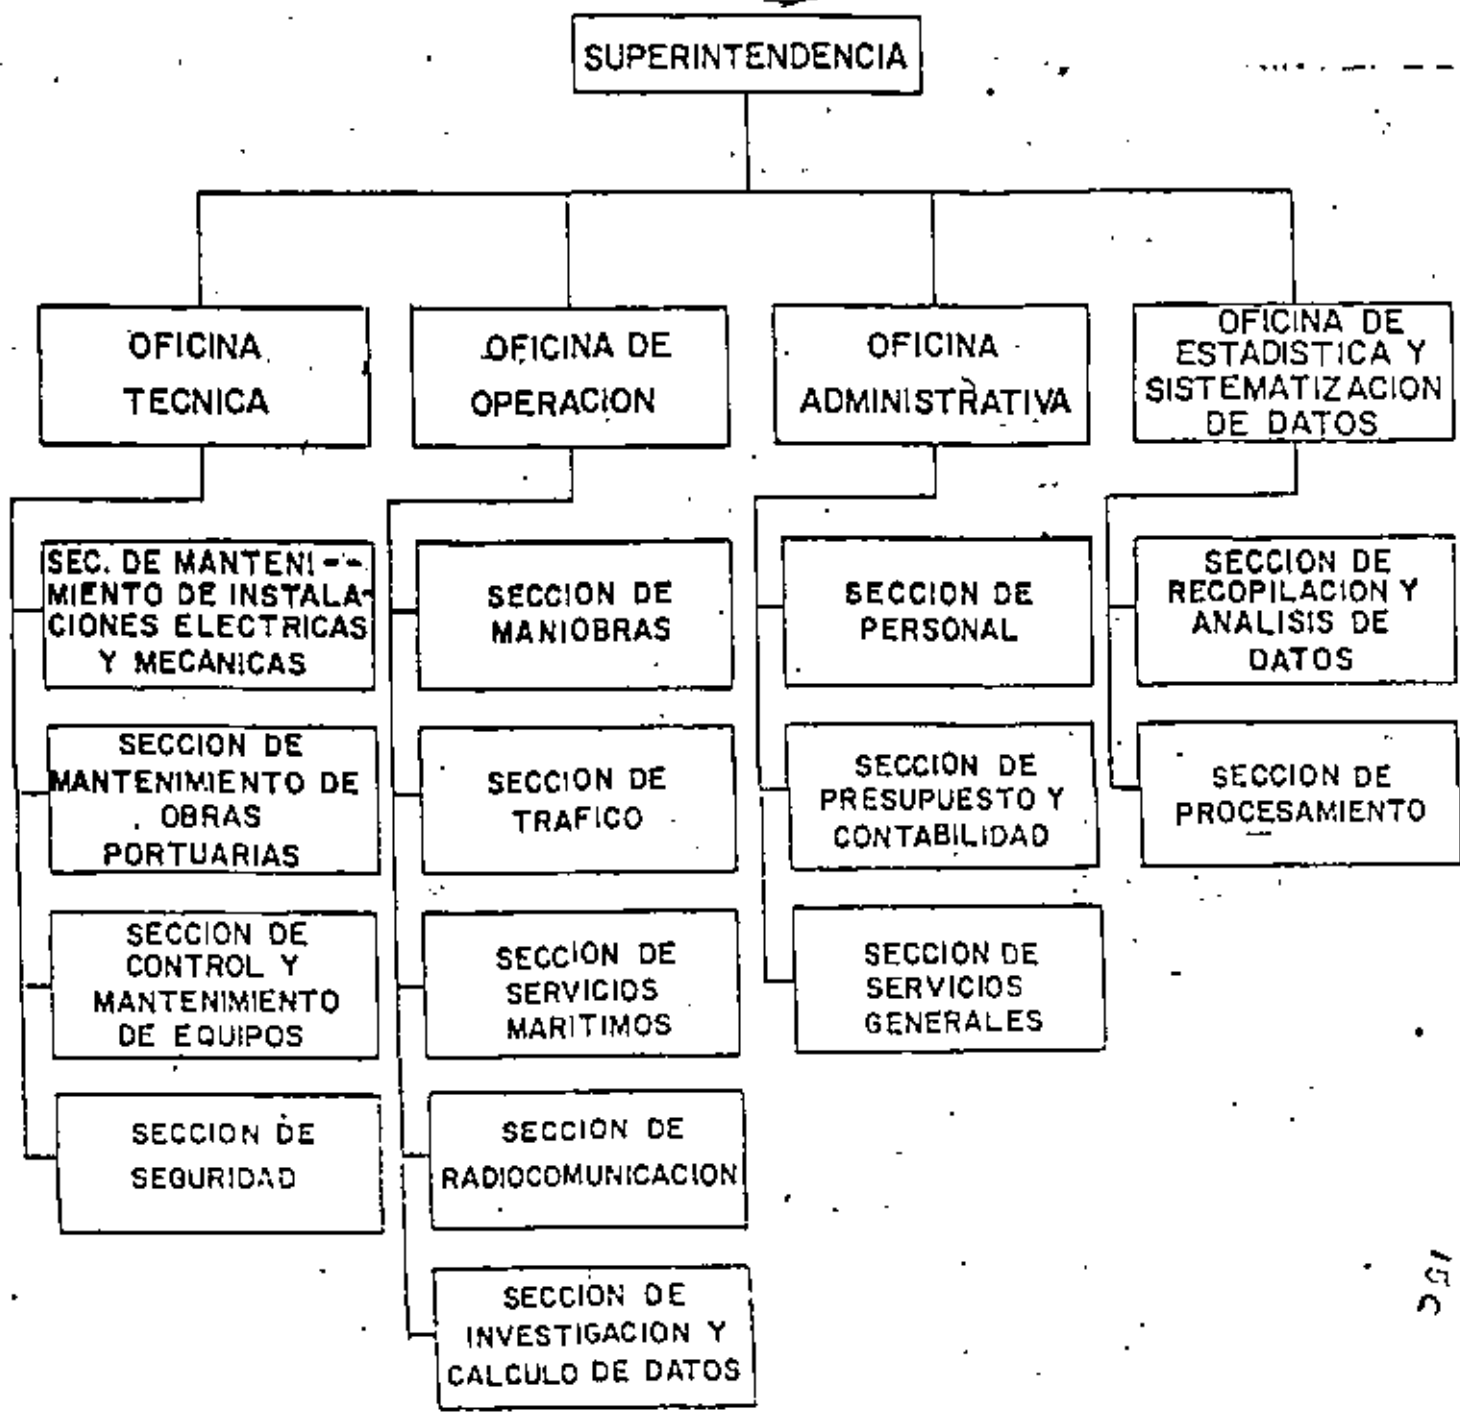 SUPERINTENDENCIA
OFICINA
TECNICA
OFICINA DE
OPERACION
OFICINA
ADMINISTRATIVA
OFICINA DE
ESTADISTICA Y
SISTEMATIZACION
DE DATOS
SEC. DE MANTENI--
MIENTO DE INSTALA-
CIONES ELECTRICAS
Y MECANICAS
SECCION DE
MANTENIMIENTO DE
OBRAS
PORTUARIAS
SECCION DE
CONTROL Y
MANTENIMIENTO
DE EQUIPOS
SECCION DE
SEGURIDAD
SECCION DE
MANIOBRAS
SECCION DE
TRAFICO
SECCION DE
SERVICIOS
MARITIMOS
SECCION DE
RADIOCOMUNICACION
SECCION DE
INVESTIGACION Y
CALCULO DE DATOS
SECCION DE
PERSONAL
SECCION DE
PRESUPUESTO Y
CONTABILIDAD
SECCION DE
SERVICIOS
GENERALES
SECCION DE
RECOPILACION Y
ANALISIS DE
DATOS
SECCION DE
PROCESAMIENTO